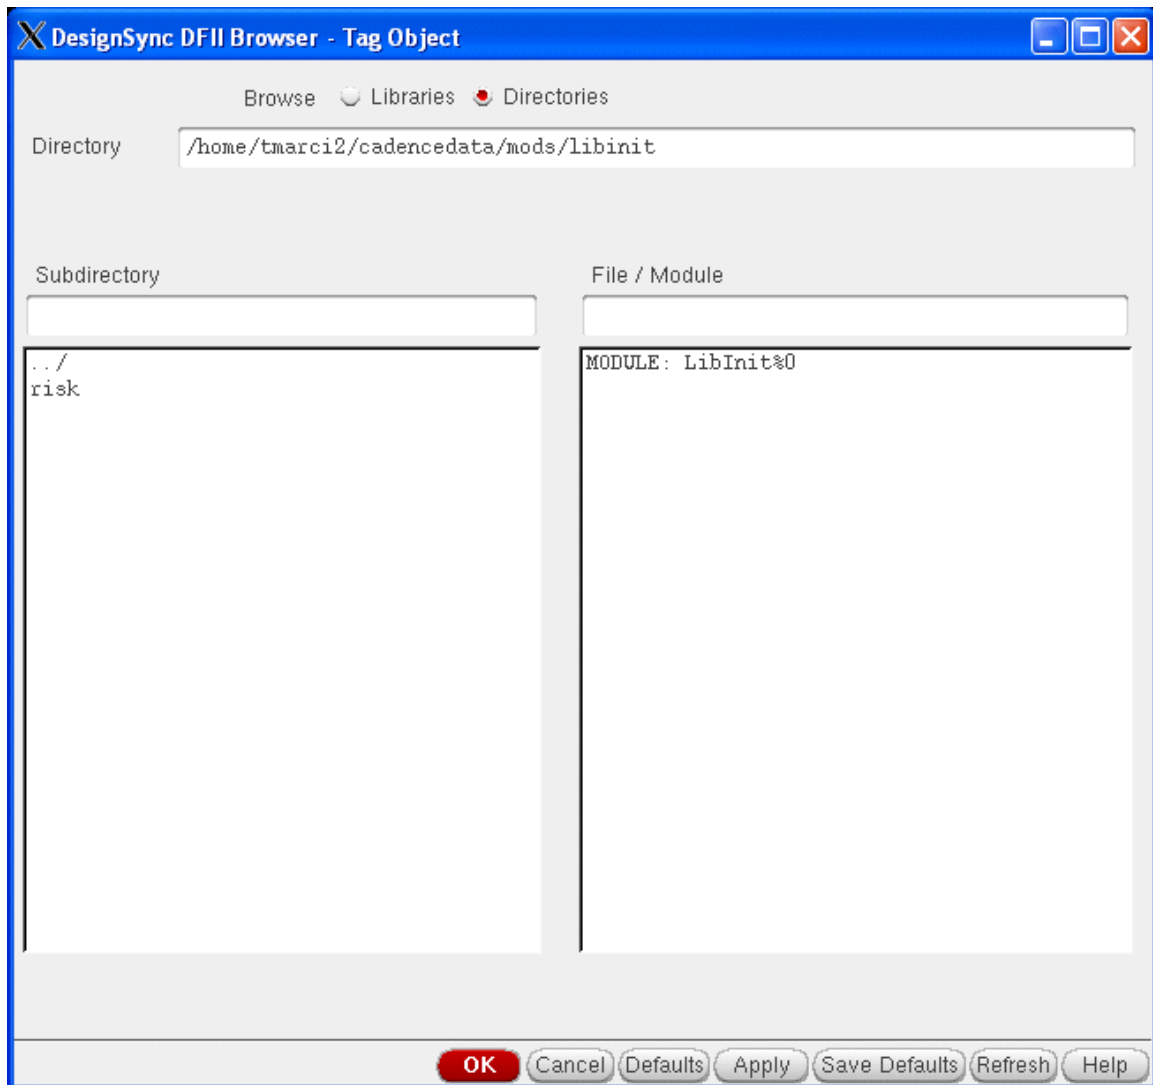 DesignSync DFII Browser - Tag Object
Browse Libraries Directories
Directory /home/tmarci2/cadencedata/mods/libinit
Subdirectory File / Module
../ MODULE: LibInit%0
risk
OK Cancel Defaults Apply Save Defaults Refresh Help